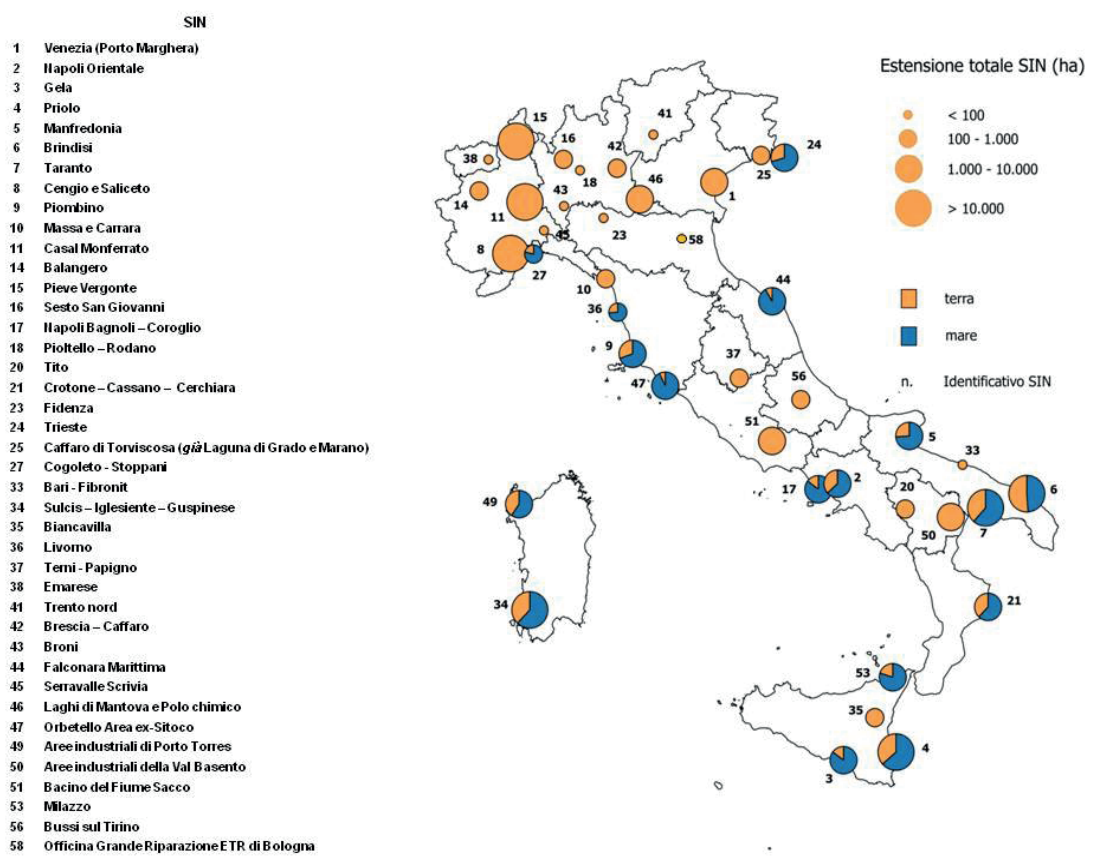 SIN
1 Venezia (Porto Marghera)
2 Napoli Orientale
3 Gela
4 Priolo
5 Manfredonia
6 Brindisi
7 Taranto
8 Cengio e Saliceto
9 Piombino
10 Massa e Carrara
11 Casal Monferrato
14 Balangero
15 Pieve Vergonte
16 Sesto San Giovanni
17 Napoli Bagnoli – Coroglio
18 Pioltello – Rodano
20 Tito
21 Crotone – Cassano – Cerchiara
23 Fidenza
24 Trieste
25 Caffaro di Torviscosa (già Laguna di Grado e Marano)
27 Cogoleto - Stoppani
33 Bari - Fibronit
34 Sulcis – Iglesiente – Guspinese
35 Biancavilla
36 Livorno
37 Terni - Papigno
38 Emarese
41 Trento nord
42 Brescia – Caffaro
43 Broni
44 Falconara Marittima
45 Serravalle Scrivia
46 Laghi di Mantova e Polo chimico
47 Orbetello Area ex-Sitoco
49 Aree industriali di Porto Torres
50 Aree industriali della Val Basento
51 Bacino del Fiume Sacco
53 Milazzo
56 Bussi sul Tirino
58 Officina Grande Riparazione ETR di Bologna
Estensione totale SIN (ha)
< 100
100 - 1.000
1.000 - 10.000
> 10.000
terra
mare
n. Identificativo SIN
15
41
16
42
24
38
18
25
46
43
14
1
11
23
45
58
8
27
10
44
36
9
37
47
56
51
5
33
17
2
20
6
49
50
7
34
21
53
35
4
3